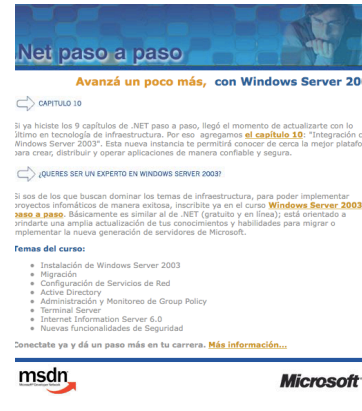 .Net paso a paso
Avanzá un poco más, con Windows Server 20
CAPITULO 10
Si ya hiciste los 9 capítulos de .NET paso a paso, llegó el momento de actualizarte con lo
último en tecnología de infraestructura. Por eso agregamos el capítulo 10: "Integración
Windows Server 2003". Esta nueva instancia te permitirá conocer de cerca la mejor
para crear, distribuir y operar aplicaciones de manera confiable y segura.
¿QUERES SER UN EXPERTO EN WINDOWS SERVER 2003?
Si sos de los que buscan dominar los temas de infraestructura, para poder implementar
proyectos infomáticos de manera exitosa, inscribite ya en el curso Windows Server 2003
paso a paso. Básicamente es similar al de .NET (gratuito y en línea); está orientado a
brindarte una amplia actualización de tus conocimientos y habilidades para migrar o
implementar la nueva generación de servidores de Microsoft.
Temas del curso:
Instalación de Windows Server 2003
Migración
Configuración de Servicios de Red
Active Directory
Administración y Monitoreo de Group Policy
Terminal Server
Internet Information Server 6.0
Nuevas funcionalidades de Seguridad
Conectate ya y dá un paso más en tu carrera. Más información...
msdn
Microsoft